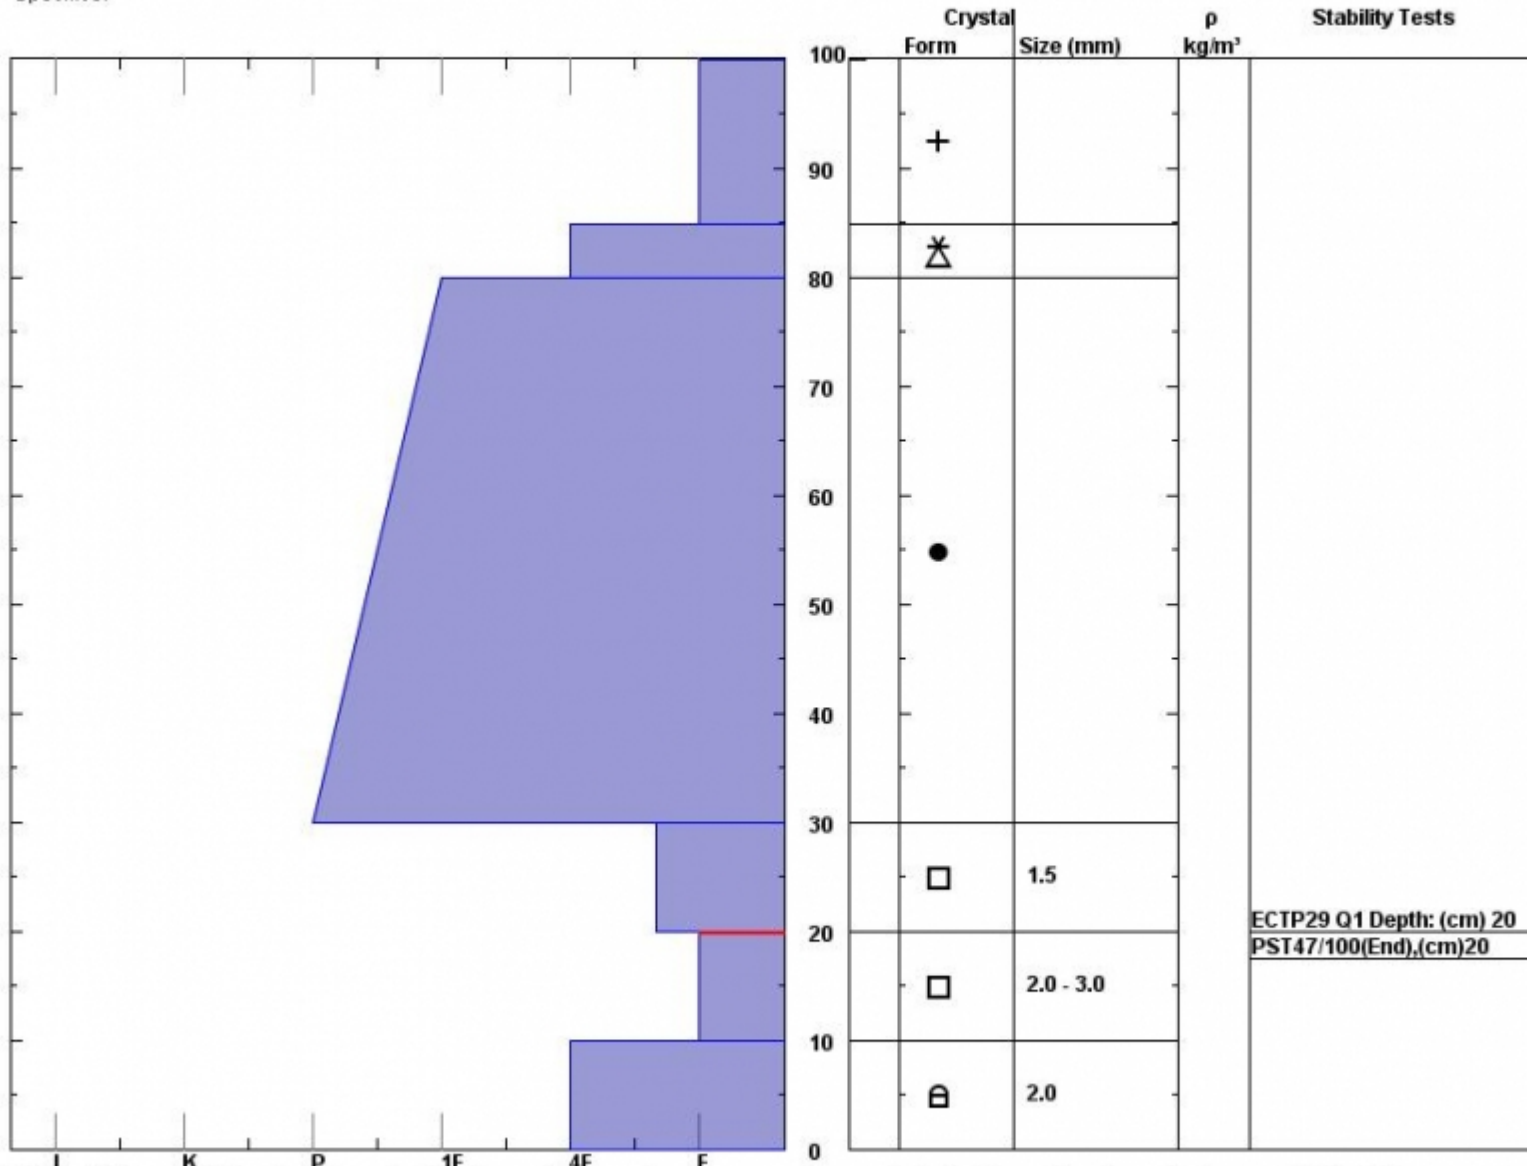 Crystal ρ Stability Tests
Form Size (mm) kg/m³
100
90
80
70
60
50
40
30
1.5
ECTP29 Q1 Depth: (cm) 20
20
PST47/100(End),(cm)20
2.0 - 3.0
10
2.0
0
I K P 1F 4F F